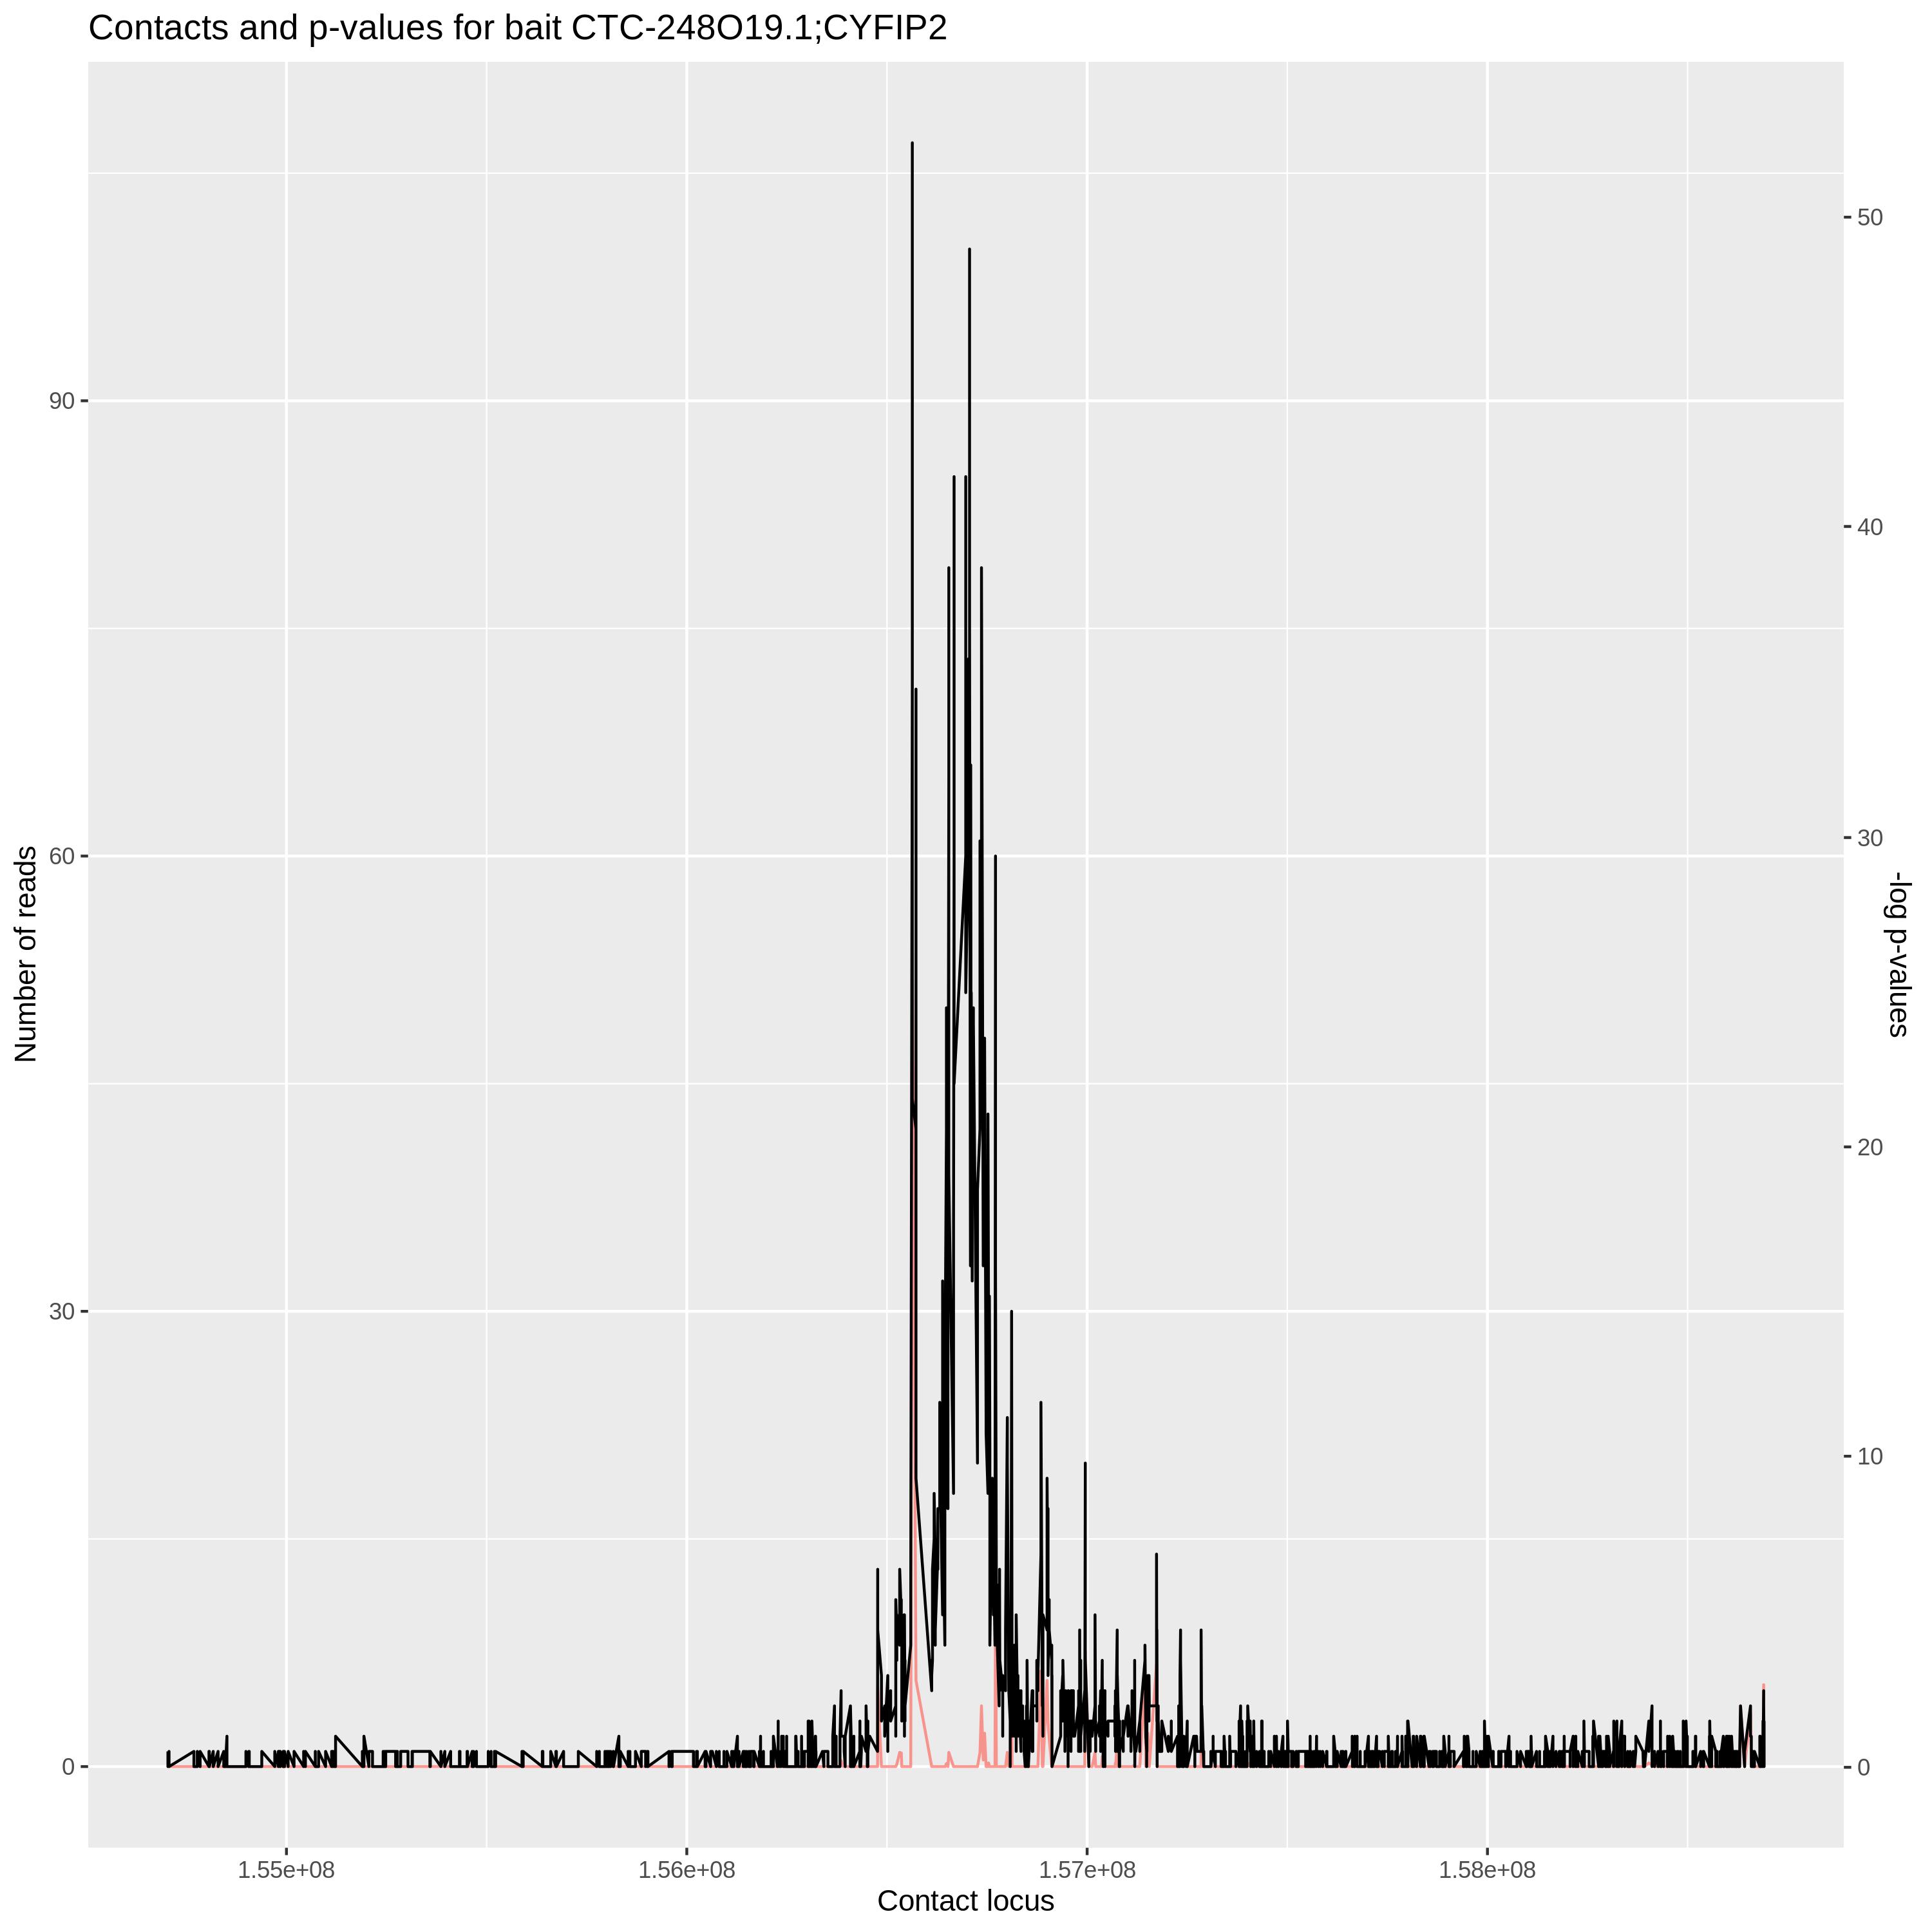 Contacts and p-values for bait CTC-248O19.1;CYFIP2
Number of reads
90
60
30
0
50
40
30
20
10
0
-log p-values
1.55e+08
1.56e+08
1.57e+08
1.58e+08
Contact locus